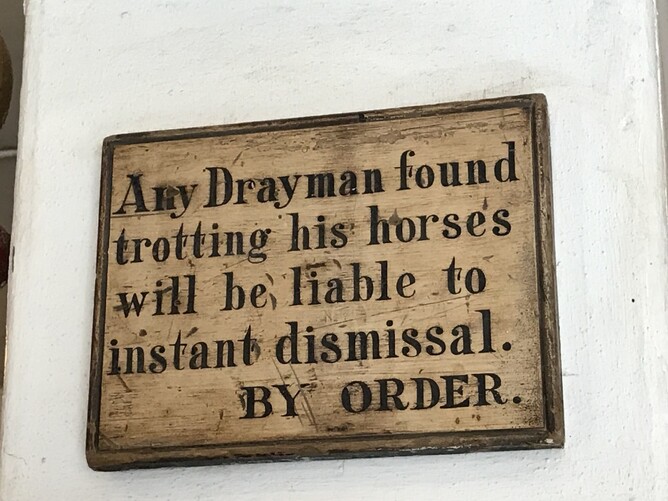 Any Drayman found
trotting his horses
will be liable to
instant dismissal.
BY ORDER.